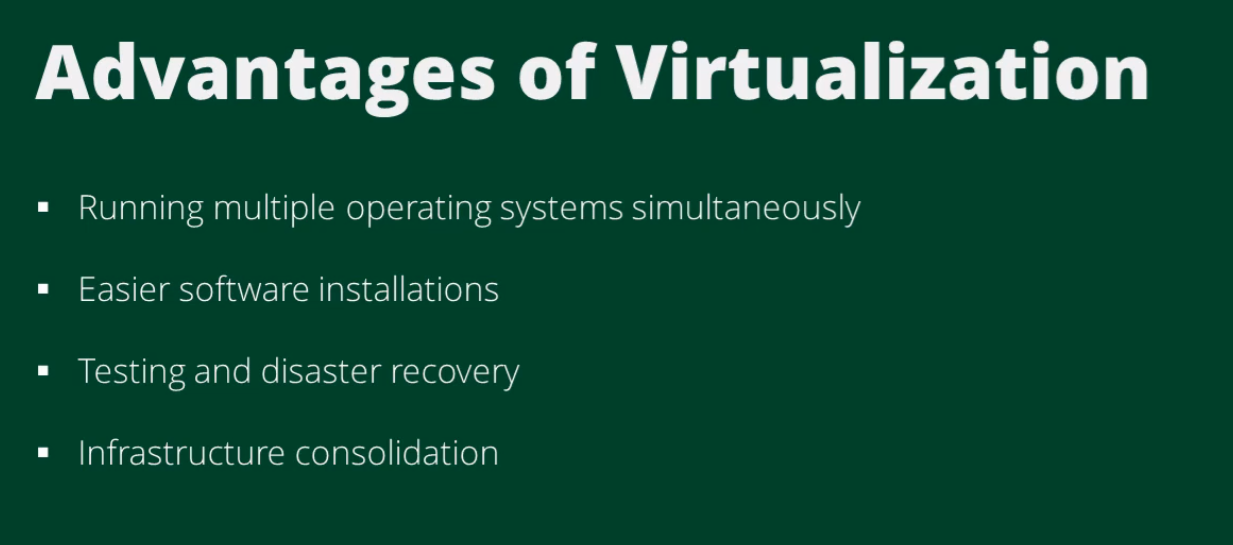 Advantages of Virtualization
▪ Running multiple operating systems simultaneously
▪ Easier software installations
▪ Testing and disaster recovery
▪ Infrastructure consolidation